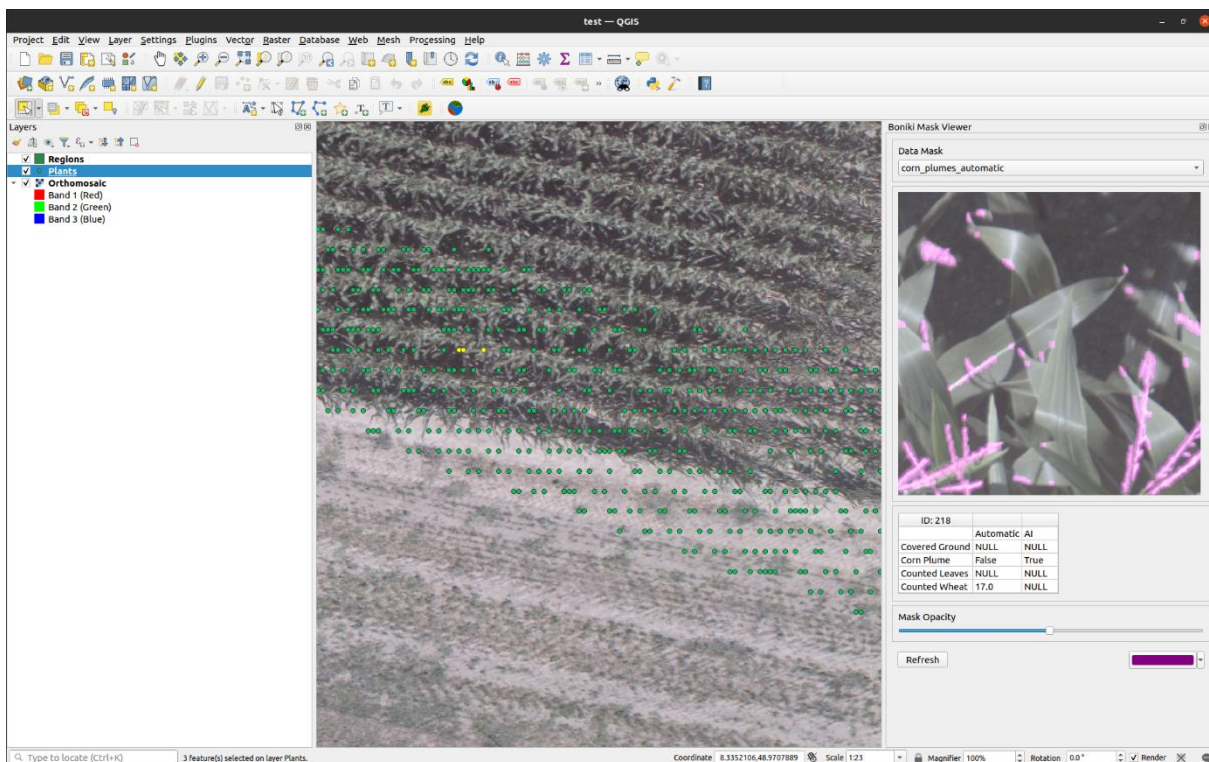 test — QGIS
Project Edit View Layer Settings Plugins Vector Raster Database Web Mesh Processing Help
Layers
Regions
Plants
Orthomosaic
Band 1 (Red)
Band 2 (Green)
Band 3 (Blue)
Boniki Mask Viewer
Data Mask
corn_plumes_automatic
ID: 218
Automatic AI
Covered Ground NULL NULL
Corn Plume False True
Counted Leaves NULL NULL
Counted Wheat 17.0 NULL
Mask Opacity
Refresh
Type to locate (Ctrl+K) 3 feature(s) selected on layer Plants. Coordinate 8.3352106,48.9707889 Scale 1:23 Magnifier 100% Rotation 0.0° Render